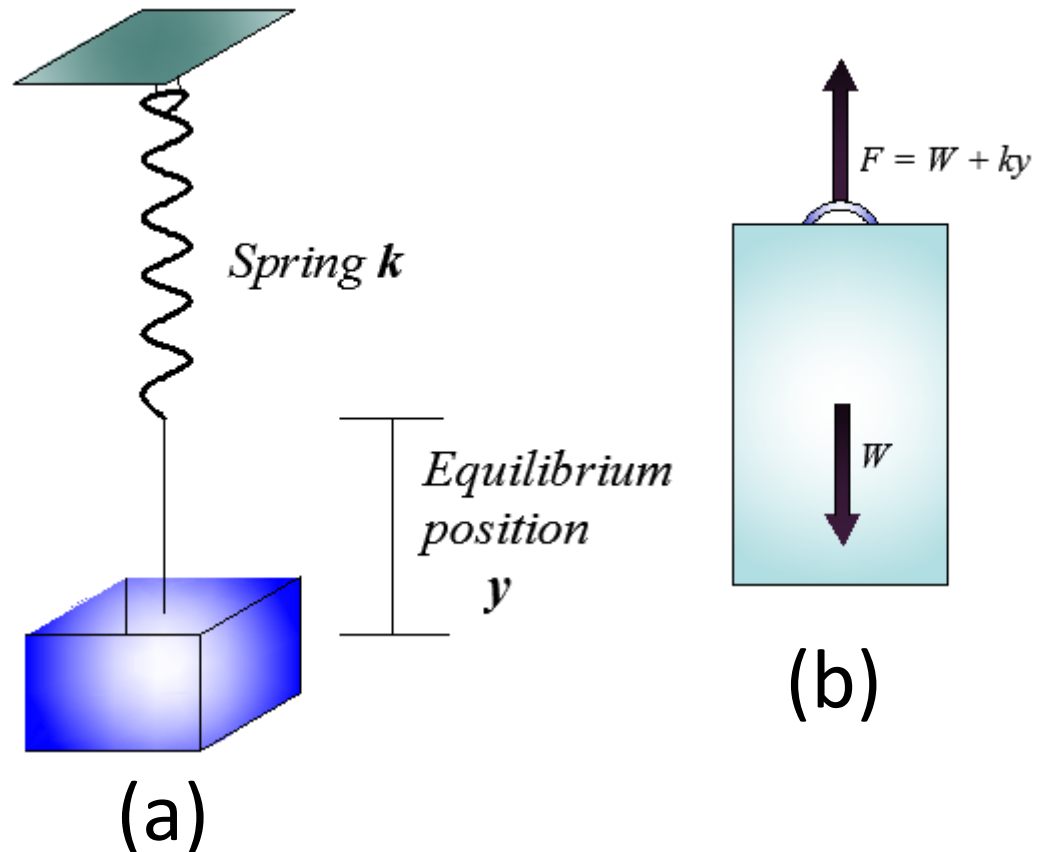 Spring k
Equilibrium
position
y
(a)
F = W + ky
W
(b)